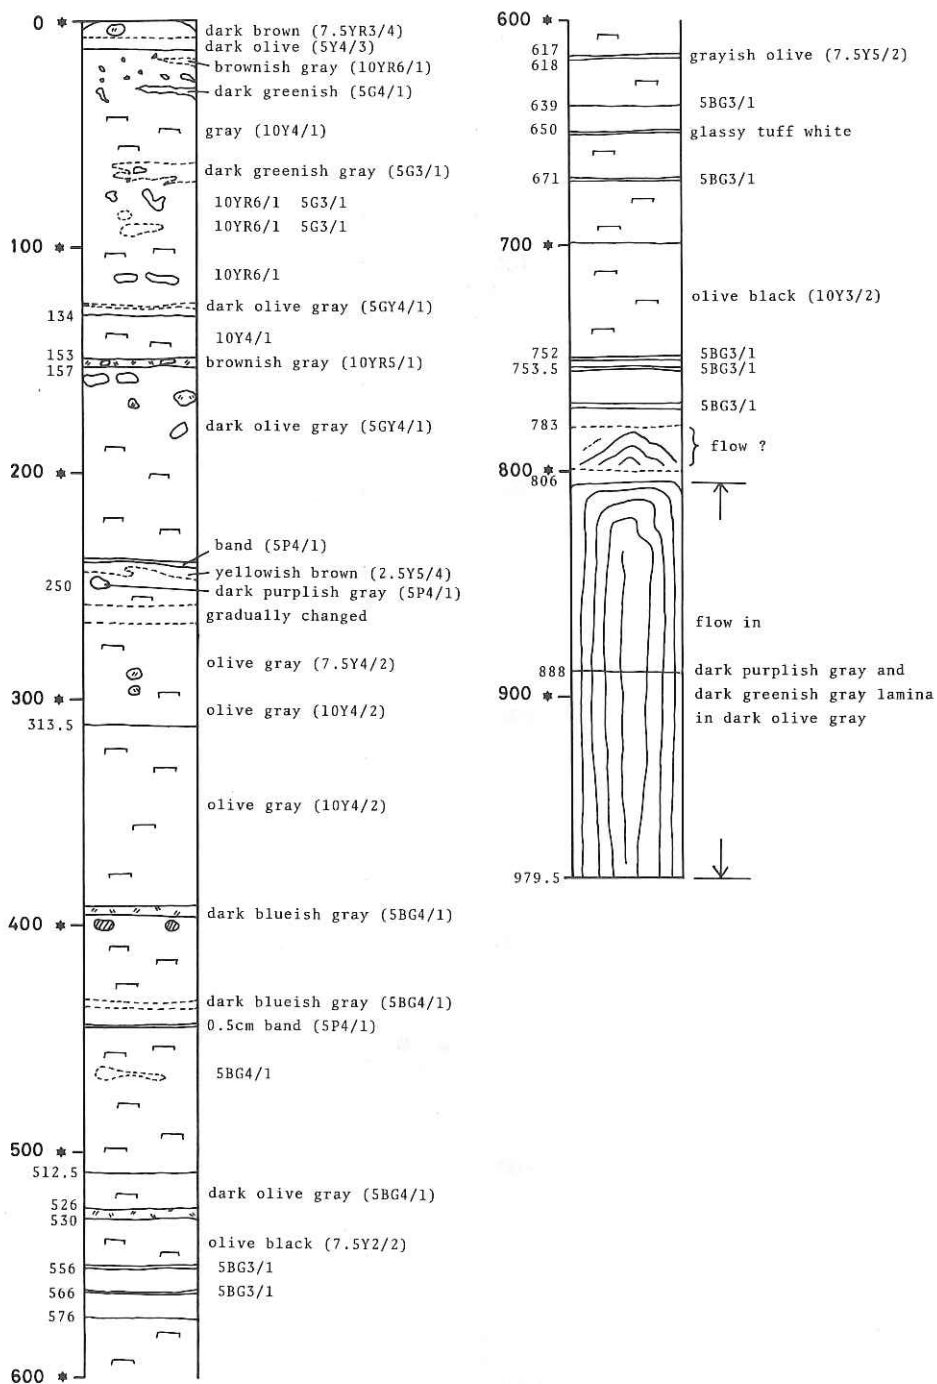 0 *
dark brown (7.5YR3/4)
dark olive (5Y4/3)
brownish gray (10YR6/1)
dark greenish (5G4/1)
gray (10Y4/1)
dark greenish gray (5G3/1)
10YR6/1 5G3/1
10YR6/1 5G3/1
100 *
10YR6/1
dark olive gray (5GY4/1)
134
10Y4/1
153
brownish gray (10YR5/1)
157
dark olive gray (5GY4/1)
200 *
band (5P4/1)
yellowish brown (2.5Y5/4)
250
dark purplish gray (5P4/1)
gradually changed
olive gray (7.5Y4/2)
300 *
olive gray (10Y4/2)
313.5
olive gray (10Y4/2)
dark blueish gray (5BG4/1)
400 *
dark blueish gray (5BG4/1)
0.5cm band (5P4/1)
5BG4/1
500 *
512.5
dark olive gray (5BG4/1)
526
530
olive black (7.5Y2/2)
556
5BG3/1
566
5BG3/1
576
600 *
600 *
617
grayish olive (7.5Y5/2)
618
639
5BG3/1
650
glassy tuff white
671
5BG3/1
700 *
olive black (10Y3/2)
752
5BG3/1
753.5
5BG3/1
5BG3/1
783
flow ?
800 *
806
flow in
888
dark purplish gray and
900 *
dark greenish gray lamina
in dark olive gray
979.5